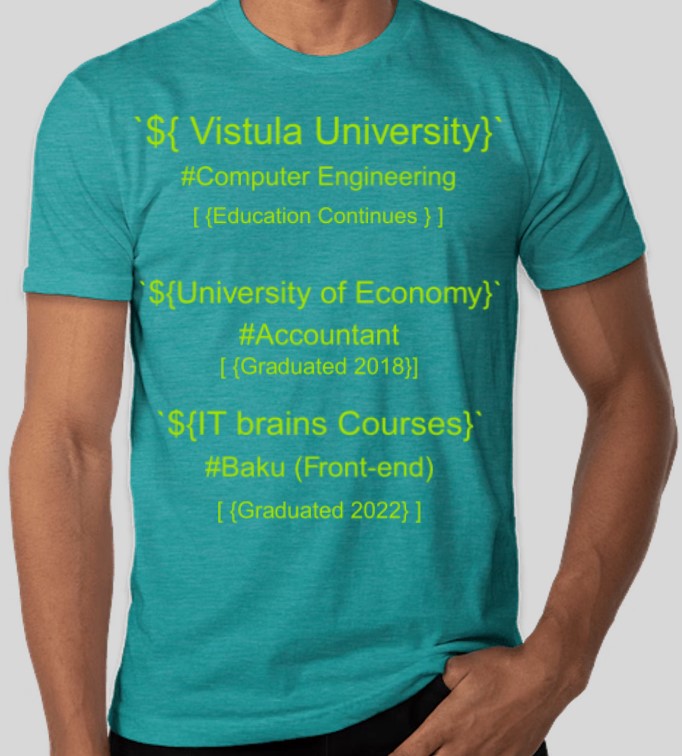 `${ Vistula University}`
#Computer Engineering
[ {Education Continues } ]
`${University of Economy}`
#Accountant
[ {Graduated 2018}]
`${IT brains Courses}`
#Baku (Front-end)
[ {Graduated 2022} ]